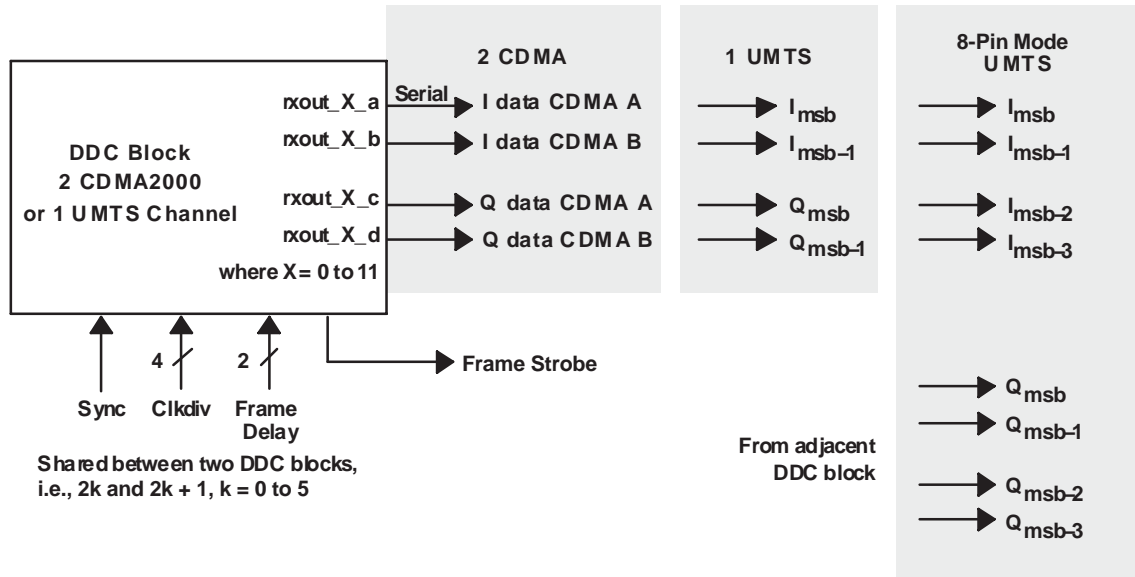 DDC Block
2 CDMA2000
or 1 UMTS Channel
rxout_X_a
rxout_X_b
rxout_X_c
rxout_X_d
where X = 0 to 11
Serial
2 CDMA
I data CDMA A
I data CDMA B
Q data CDMA A
Q data CDMA B
1 UMTS
Imsb
Imsb–1
Qmsb
Qmsb–1
8-Pin Mode
UMTS
Imsb
Imsb–1
Imsb–2
Imsb–3
Qmsb
Qmsb–1
Qmsb–2
Qmsb–3
From adjacent
DDC block
Frame Strobe
4
2
Sync
Clkdiv
Frame
Delay
Shared between two DDC blocks,
i.e., 2k and 2k + 1, k = 0 to 5